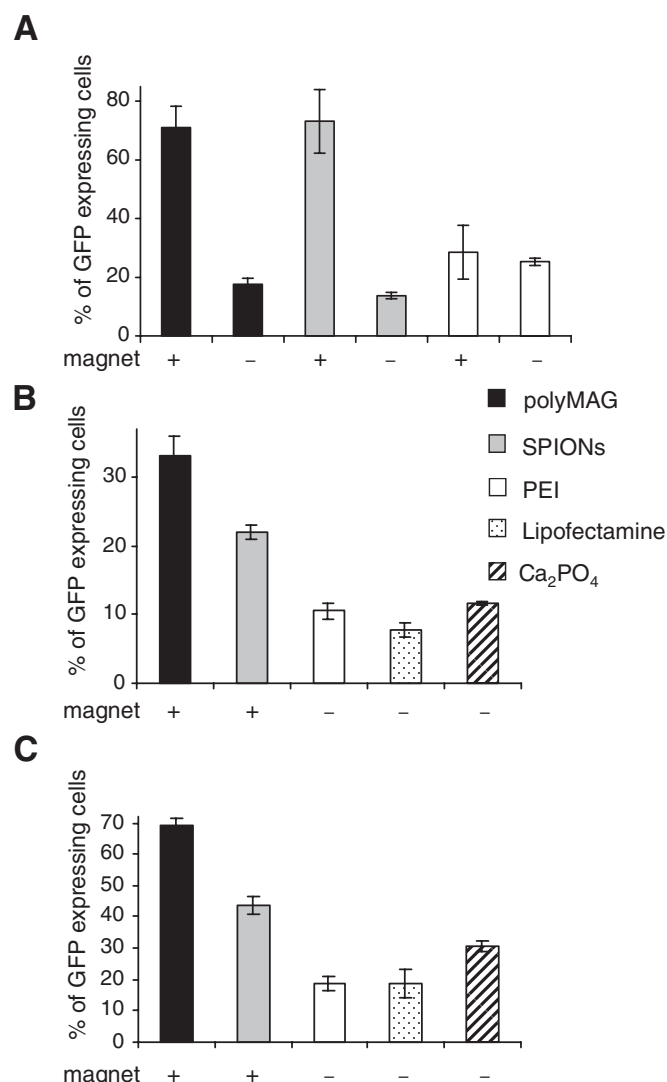 A
% of GFP expressing cells
80
60
40
20
0
magnet + – + – + –
B
% of GFP expressing cells
30
20
10
0
magnet + + – – –
polyMAG
SPIONs
PEI
Lipofectamine
Ca₂PO₄
C
% of GFP expressing cells
70
60
50
40
30
20
10
0
magnet + + – – –